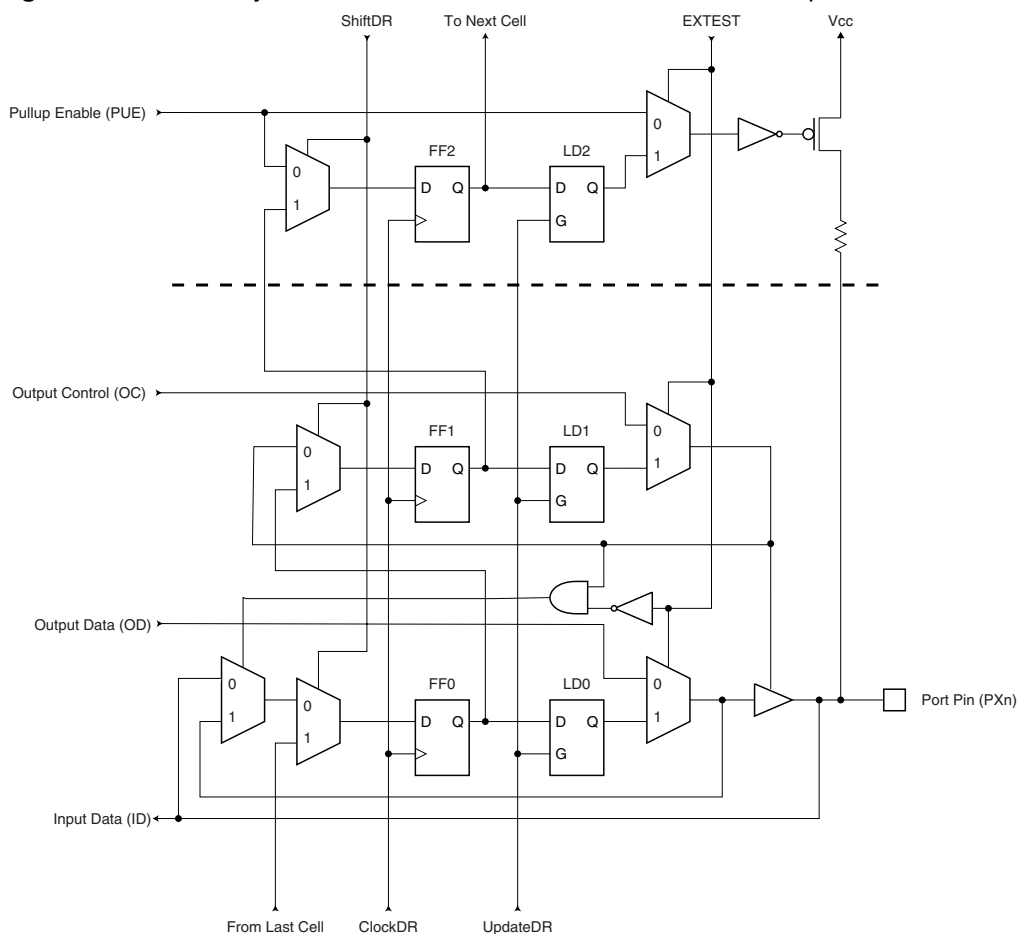 ShiftDR To Next Cell EXTEST Vcc
Pullup Enable (PUE)
0
1
FF2
D Q
LD2
D Q
G
0
1
Output Control (OC)
0
1
FF1
D Q
LD1
D Q
G
0
1
Output Data (OD)
0
1
0
1
FF0
D Q
LD0
D Q
G
0
1
Port Pin (PXn)
Input Data (ID)
From Last Cell ClockDR UpdateDR